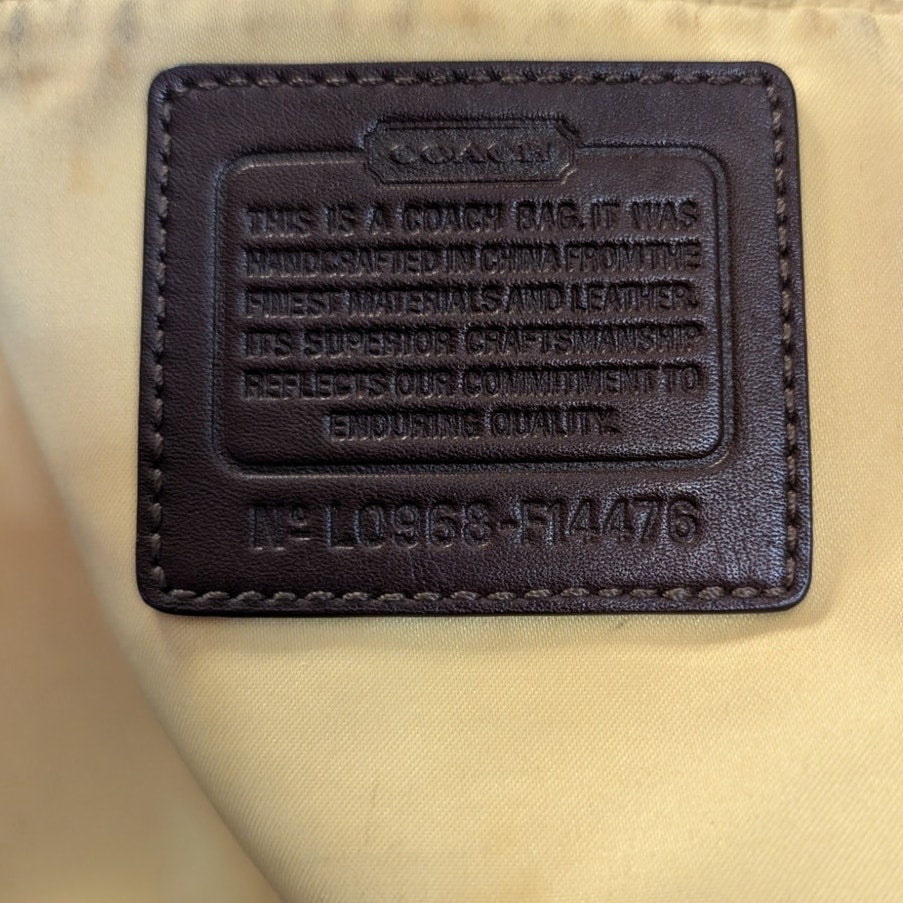 COACH
THIS IS A COACH BAG. IT WAS
HANDCRAFTED IN CHINA FROM THE
FINEST MATERIALS AND LEATHER.
ITS SUPERIOR CRAFTSMANSHIP
REFLECTS OUR COMMITMENT TO
ENDURING QUALITY.
Nº L0968-F14476